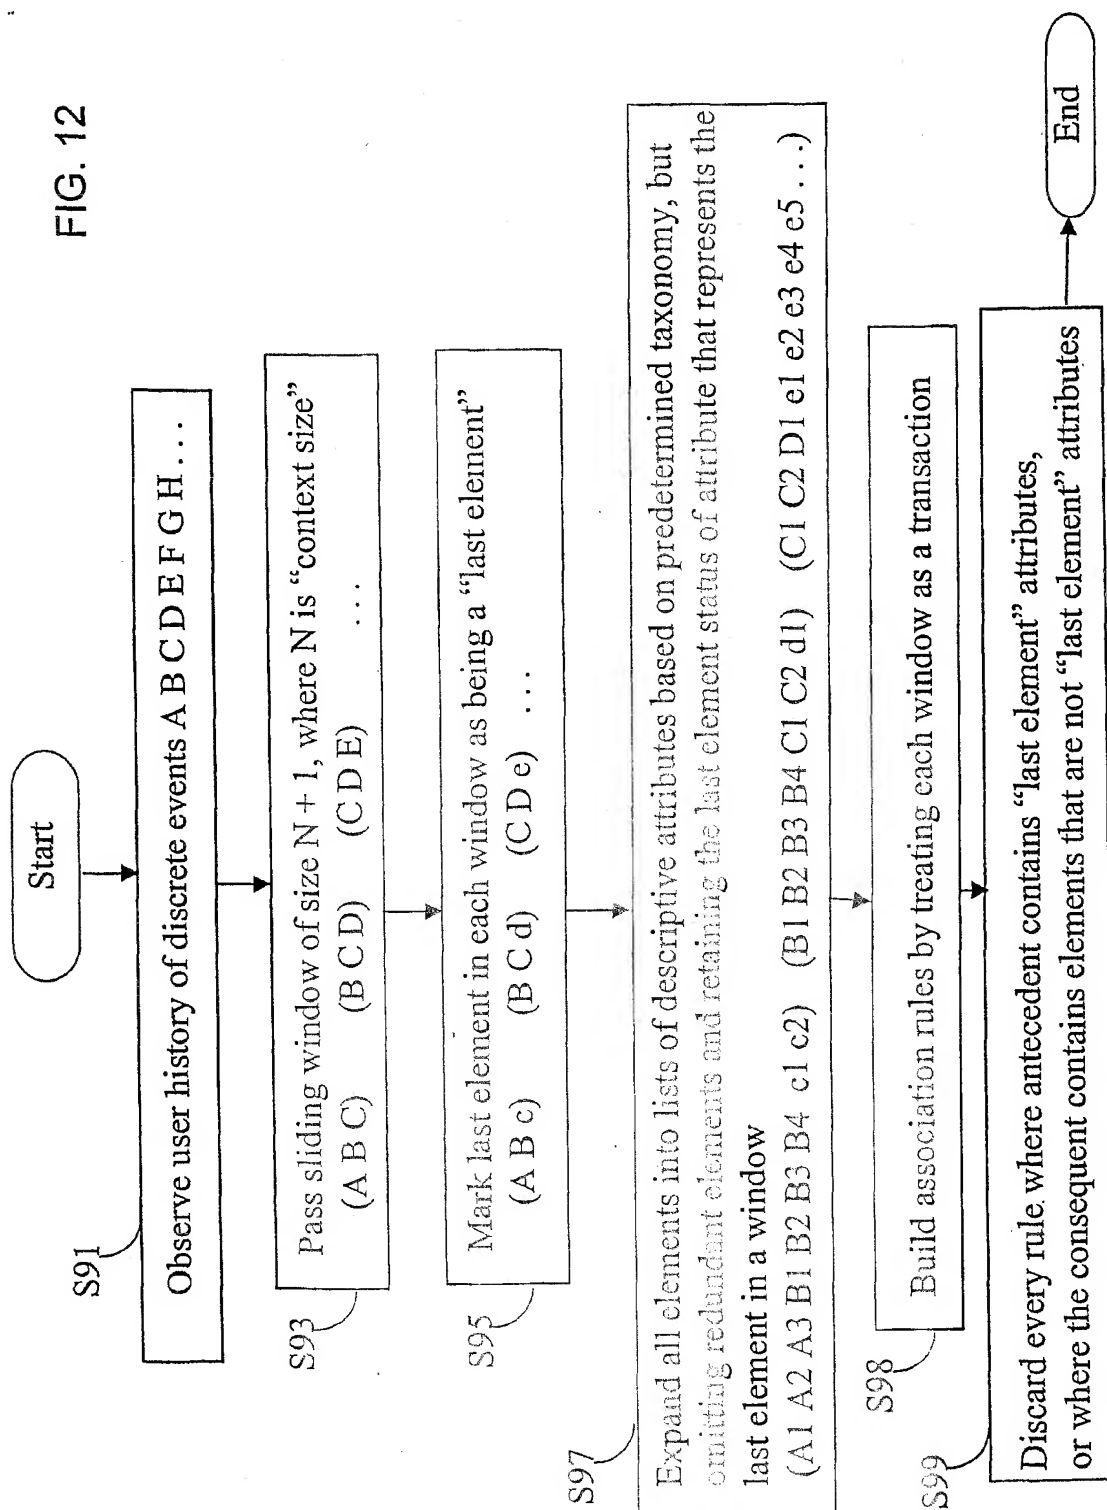 FIG. 12
Start
S91
Observe user history of discrete events A B C D E F G H . . .
S93
Pass sliding window of size N + 1, where N is “context size”
(A B C) (B C D) (C D E) . . .
S95
Mark last element in each window as being a “last element”
(A B c) (B C d) (C D e) . . .
S97
Expand all elements into lists of descriptive attributes based on predetermined taxonomy, but
omitting redundant elements and retaining the last element status of attribute that represents the
last element in a window
(A1 A2 A3 B1 B2 B3 B4 c1 c2) (B1 B2 B3 B4 C1 C2 d1) (C1 C2 D1 e1 e2 e3 e4 e5 . . .)
S98
Build association rules by treating each window as a transaction
S99
Discard every rule where antecedent contains “last element” attributes,
or where the consequent contains elements that are not “last element” attributes
End